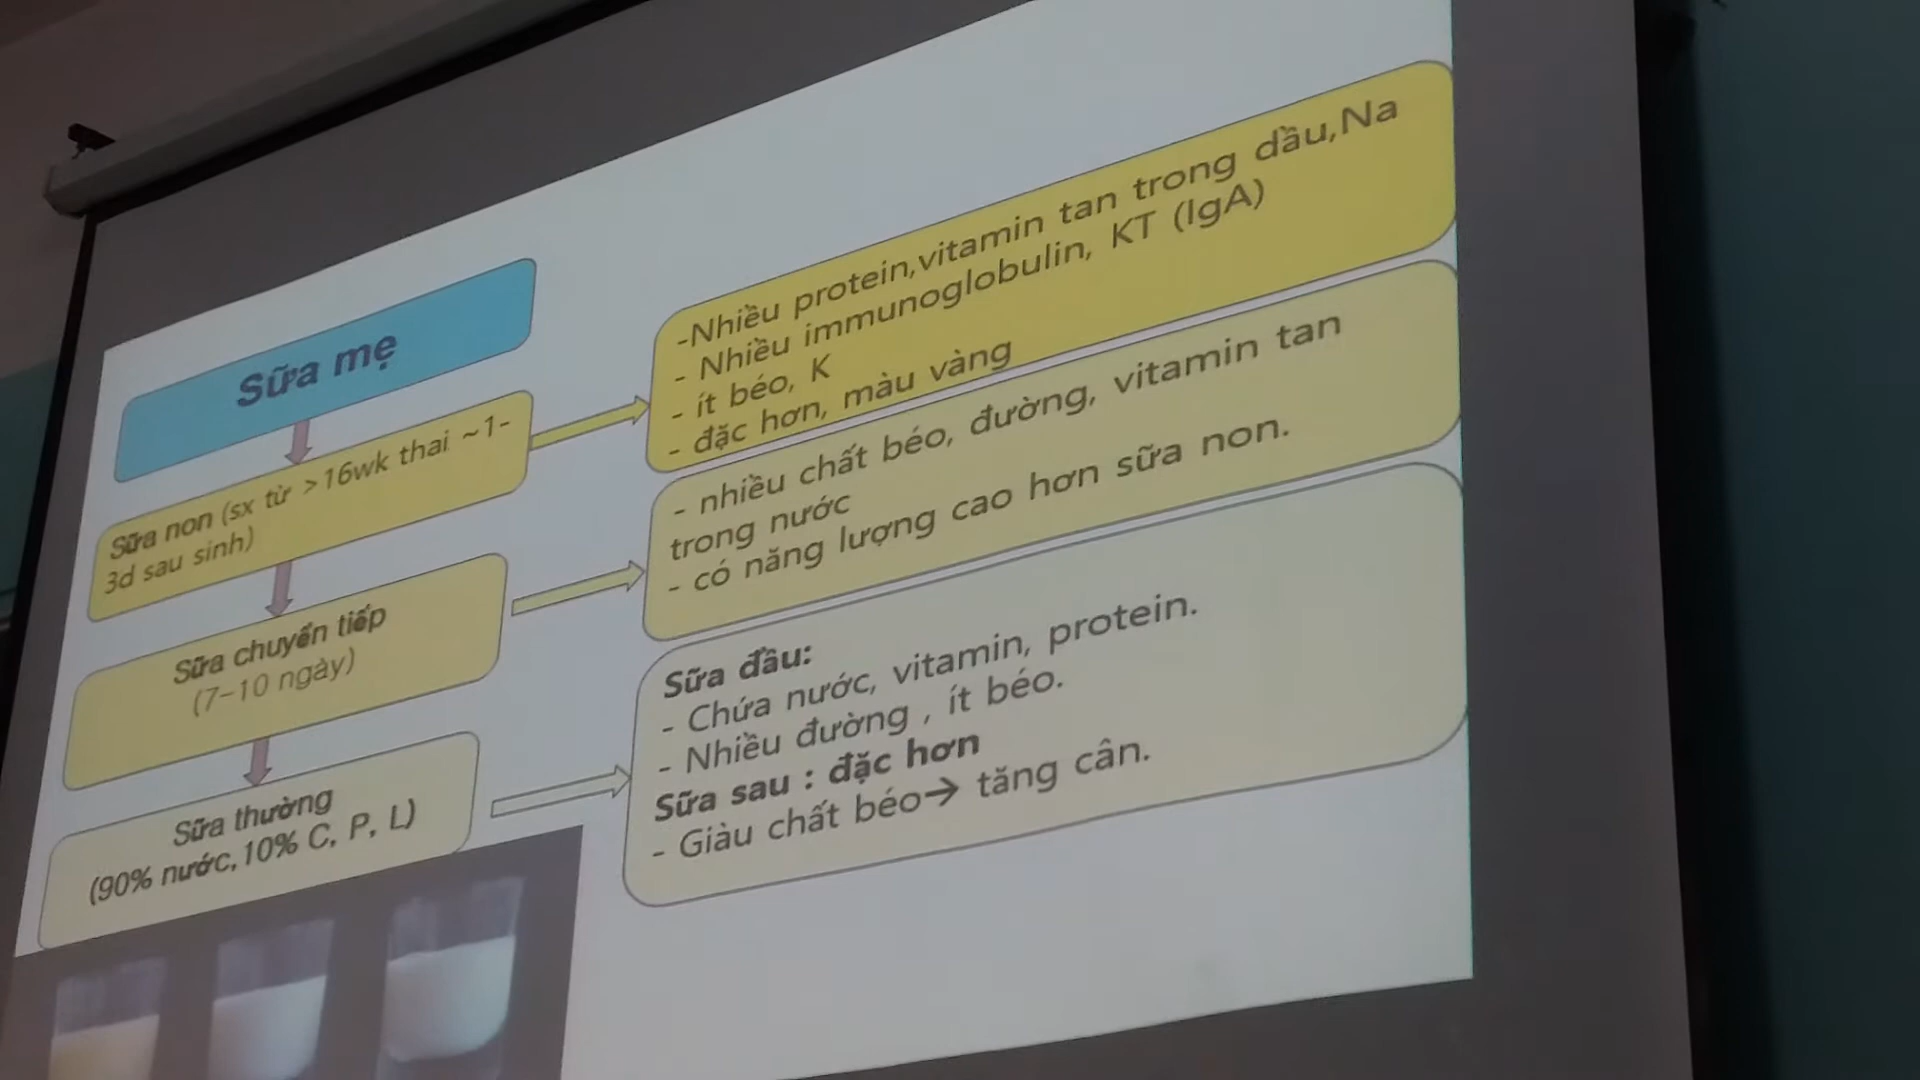 Sữa mẹ
Sữa non (sx từ >16wk thai ~1-
3d sau sinh)
-Nhiều protein,vitamin tan trong dầu,Na
- Nhiều immunoglobulin, KT (IgA)
- ít béo, K
- đặc hơn, màu vàng
Sữa chuyển tiếp
(7-10 ngày)
- nhiều chất béo, đường, vitamin tan
trong nước
- có năng lượng cao hơn sữa non.
Sữa thường
(90% nước,10% C, P, L)
Sữa đầu:
- Chứa nước, vitamin, protein.
- Nhiều đường , ít béo.
Sữa sau : đặc hơn
- Giàu chất béo→ tăng cân.